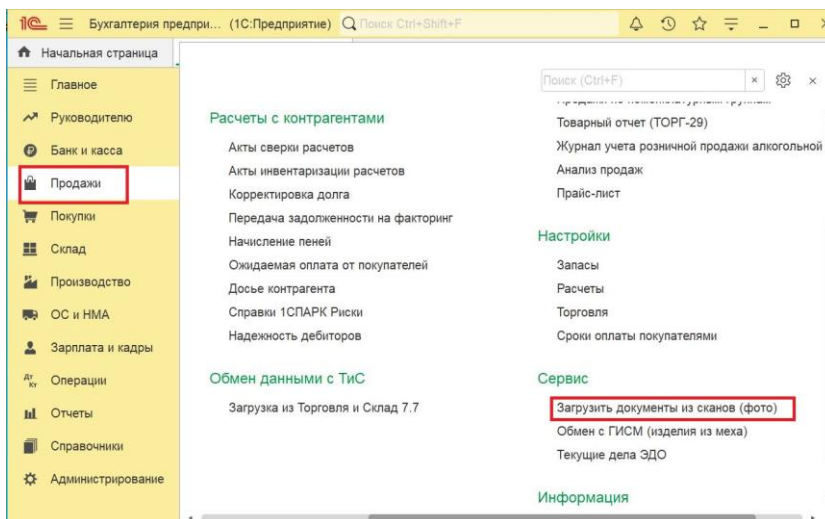 1С Бухгалтерия предпри... (1С:Предприятие) Поиск Ctrl+Shift+F
Начальная страница
Главное
Руководителю
Банк и касса
Продажи
Покупки
Склад
Производство
ОС и НМА
Зарплата и кадры
Дт Кт Операции
Отчеты
Справочники
Администрирование
Поиск (Ctrl+F)
Расчеты с контрагентами
Акты сверки расчетов
Акты инвентаризации расчетов
Корректировка долга
Передача задолженности на факторинг
Начисление пеней
Ожидаемая оплата от покупателей
Досье контрагента
Справки 1СПАРК Риски
Надежность дебиторов
Обмен данными с ТиС
Загрузка из Торговля и Склад 7.7
Товарный отчет (ТОРГ-29)
Журнал учета розничной продажи алкогольной
Анализ продаж
Прайс-лист
Настройки
Запасы
Расчеты
Торговля
Сроки оплаты покупателями
Сервис
Загрузить документы из сканов (фото)
Обмен с ГИСМ (изделия из меха)
Текущие дела ЭДО
Информация